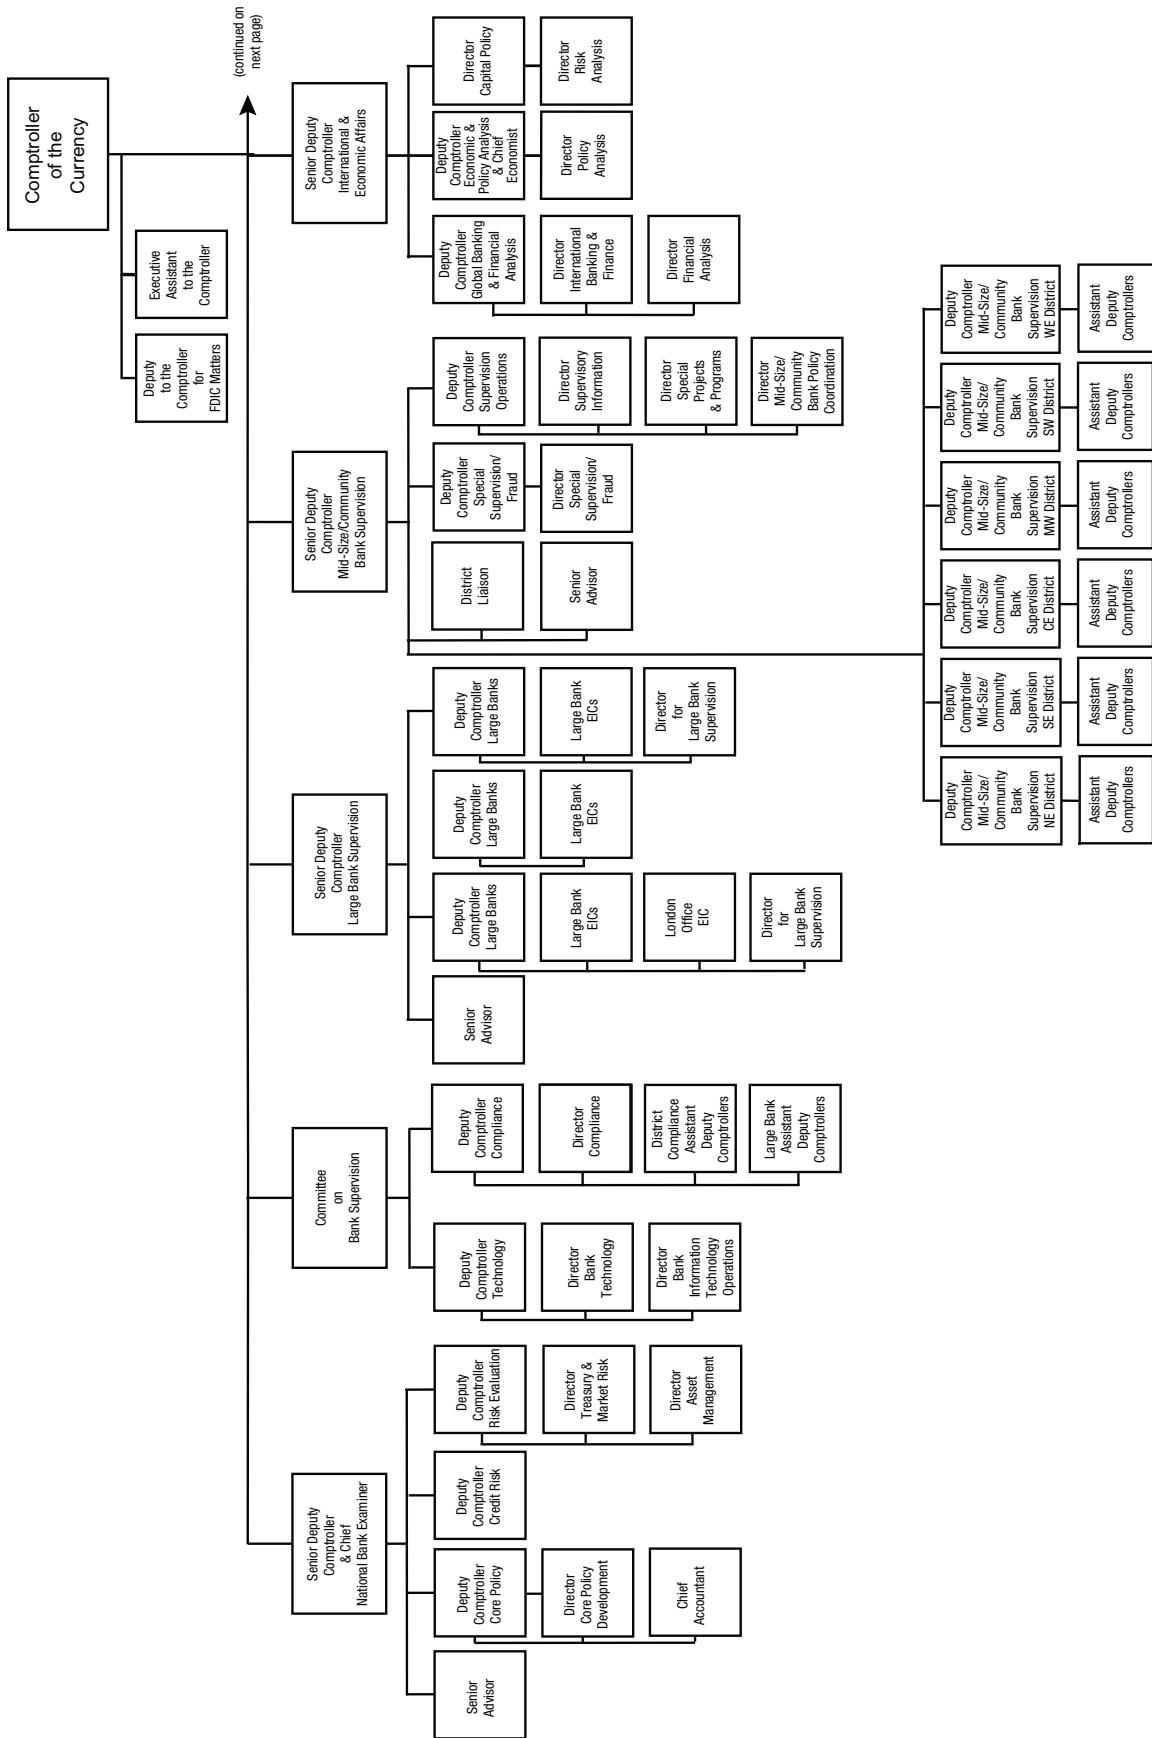 Comptroller
of the
Currency
Deputy
to the
Comptroller
for
FDIC Matters
Executive
Assistant
to the
Comptroller
(continued on
next page)
Senior Deputy
Comptroller
& Chief
National Bank Examiner
Committee
on
Bank Supervision
Senior Deputy
Comptroller
Large Bank Supervision
Senior Deputy
Comptroller
Mid-Size/Community
Bank Supervision
Senior Deputy
Comptroller
International &
Economic Affairs
Senior
Advisor
Deputy
Comptroller
Core Policy
Director
Core Policy
Development
Chief
Accountant
Deputy
Comptroller
Credit Risk
Deputy
Comptroller
Risk Evaluation
Director
Treasury &
Market Risk
Director
Asset
Management
Deputy
Comptroller
Technology
Director
Bank
Technology
Director
Bank
Information
Technology
Operations
Deputy
Comptroller
Compliance
Director
Compliance
District
Compliance
Assistant
Deputy
Comptrollers
Large Bank
Assistant
Deputy
Comptrollers
Senior
Advisor
Deputy
Comptroller
Large Banks
Large Bank
EICs
London
Office
EIC
Director
for
Large Bank
Supervision
Deputy
Comptroller
Large Banks
Large Bank
EICs
Deputy
Comptroller
Large Banks
Large Bank
EICs
Director
for
Large Bank
Supervision
District
Liaison
Senior
Advisor
Deputy
Comptroller
Special
Supervision/
Fraud
Director
Special
Supervision/
Fraud
Deputy
Comptroller
Supervision
Operations
Director
Supervisory
Information
Director
Special
Projects
& Programs
Director
Mid-Size/
Community
Bank Policy
Coordination
Deputy
Comptroller
Global Banking
& Financial
Analysis
Director
International
Banking &
Finance
Director
Financial
Analysis
Deputy
Comptroller
Economic &
Policy Analysis
& Chief
Economist
Director
Policy
Analysis
Director
Capital Policy
Director
Risk
Analysis
Deputy
Comptroller
Mid-Size/
Community
Bank
Supervision
NE District
Assistant
Deputy
Comptrollers
Deputy
Comptroller
Mid-Size/
Community
Bank
Supervision
SE District
Assistant
Deputy
Comptrollers
Deputy
Comptroller
Mid-Size/
Community
Bank
Supervision
CE District
Assistant
Deputy
Comptrollers
Deputy
Comptroller
Mid-Size/
Community
Bank
Supervision
MW District
Assistant
Deputy
Comptrollers
Deputy
Comptroller
Mid-Size/
Community
Bank
Supervision
SW District
Assistant
Deputy
Comptrollers
Deputy
Comptroller
Mid-Size/
Community
Bank
Supervision
WE District
Assistant
Deputy
Comptrollers